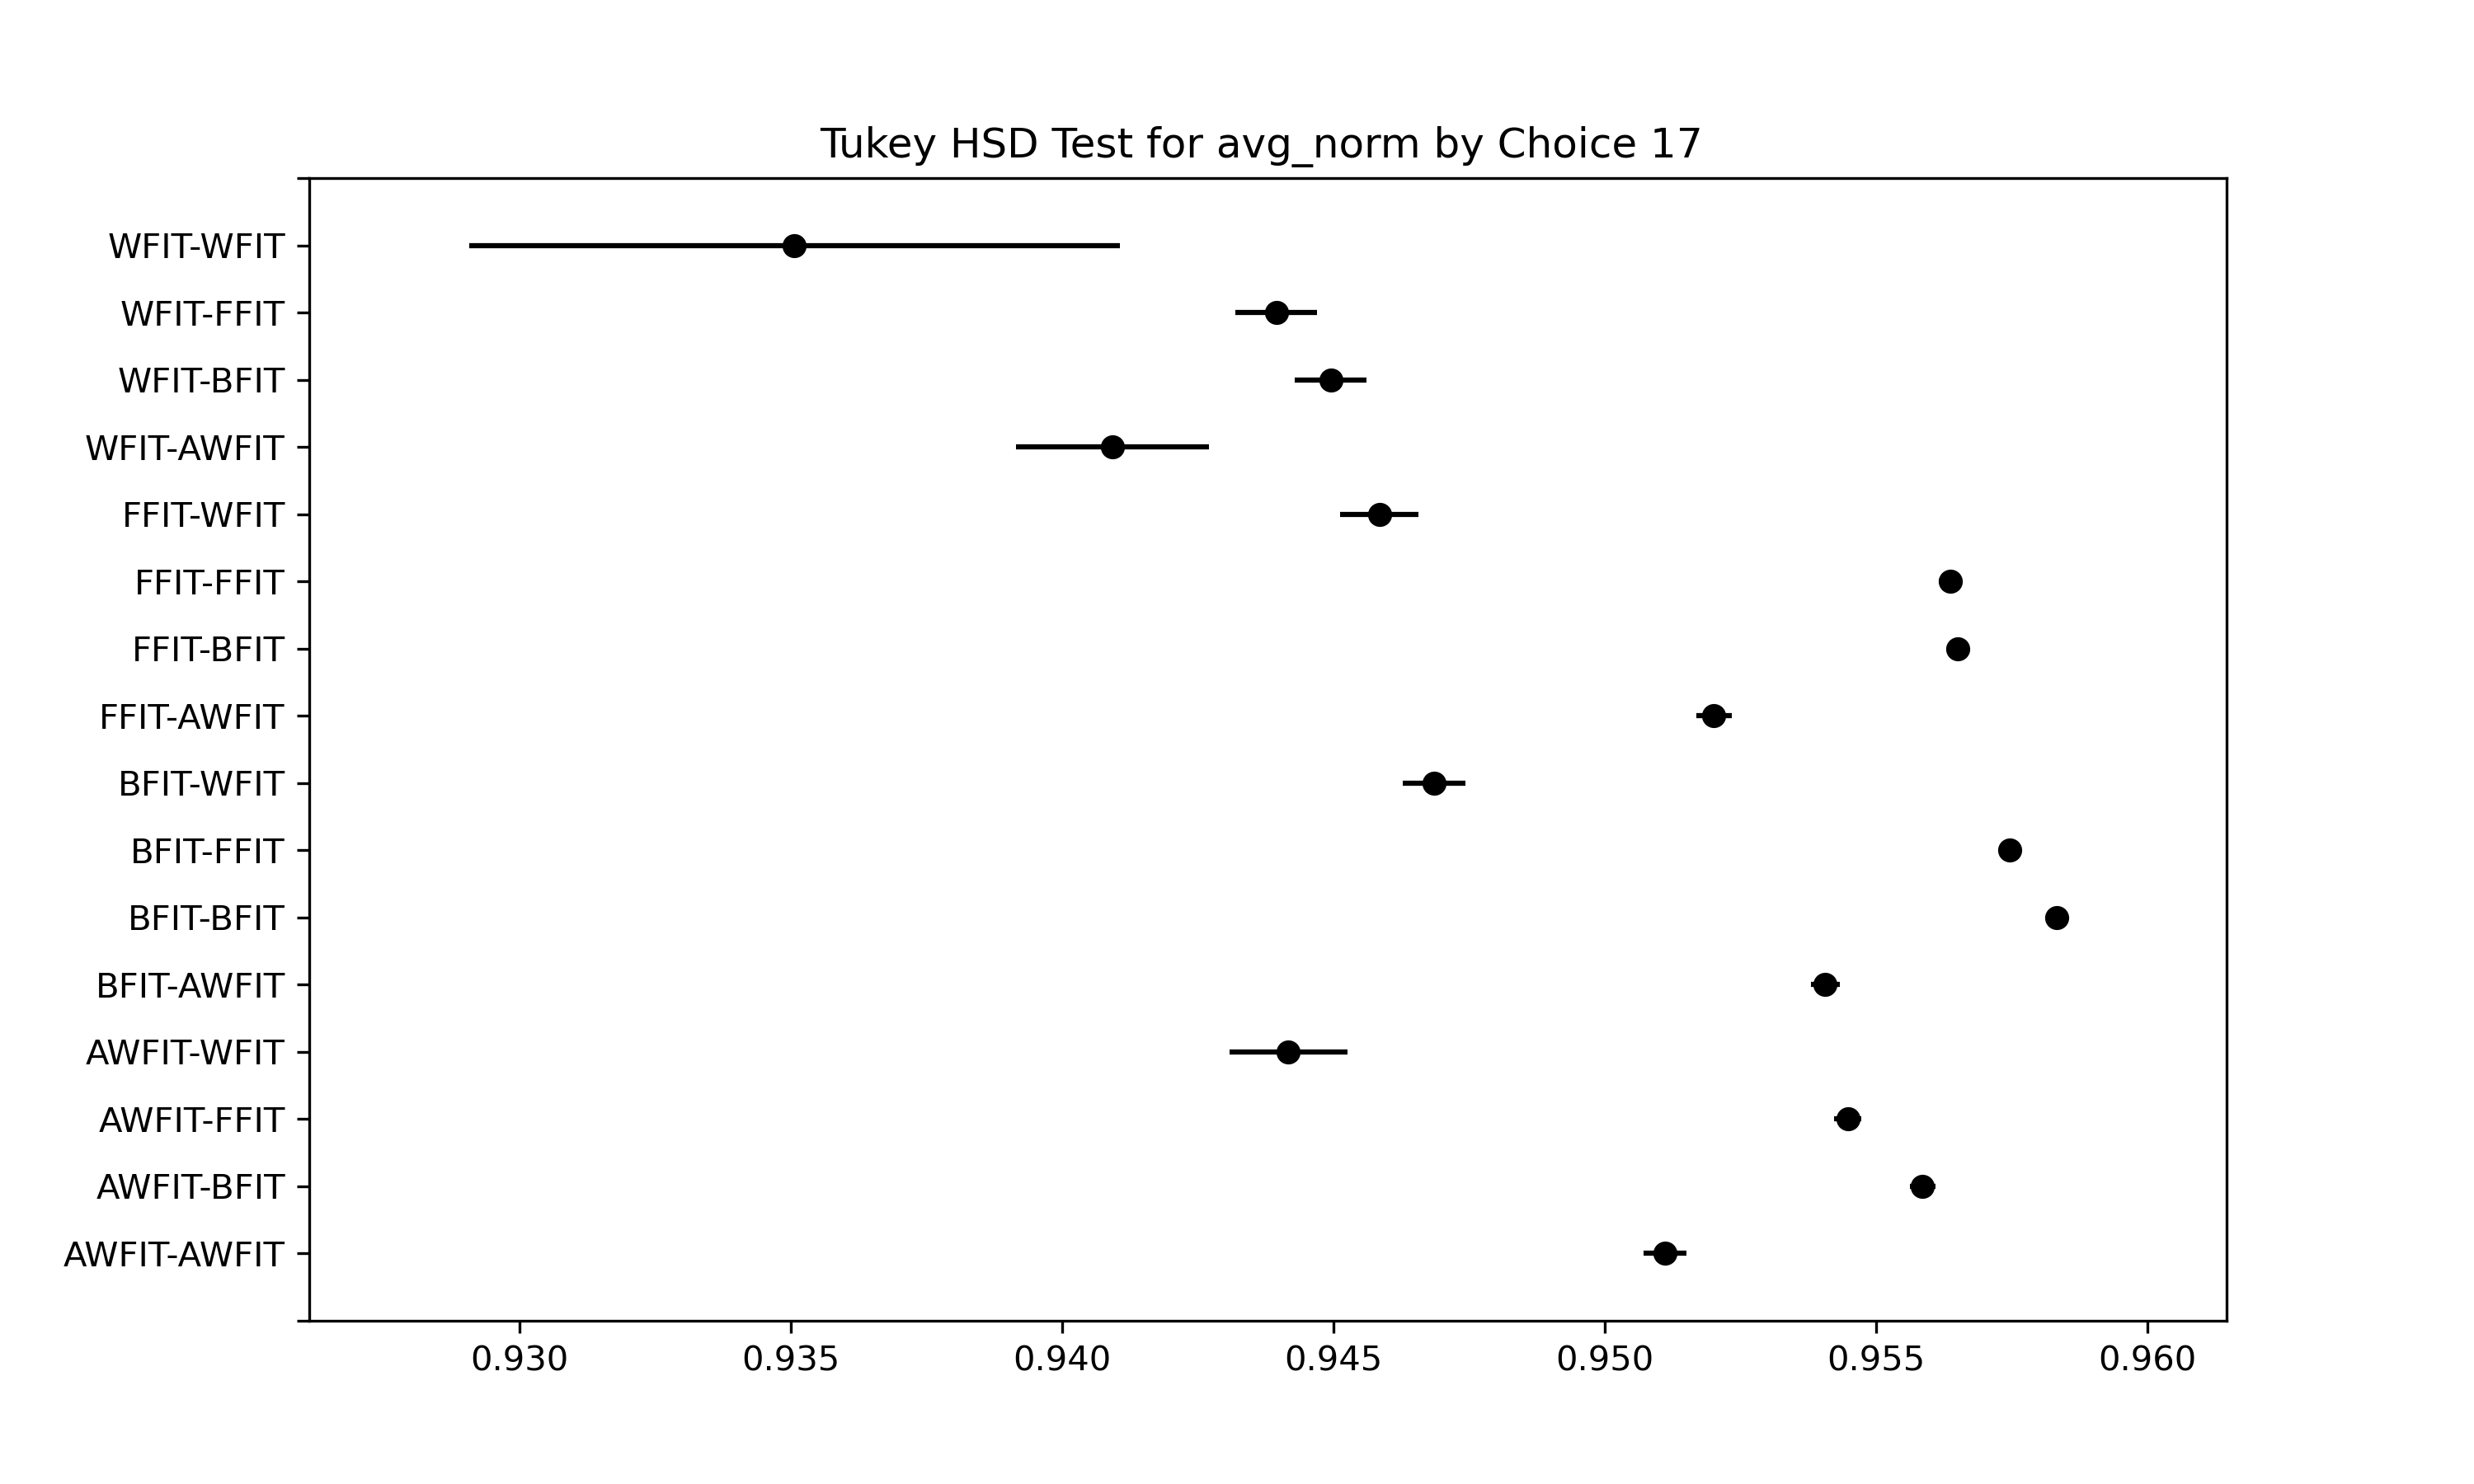 Tukey HSD Test for avg_norm by Choice 17
WFIT-WFIT
WFIT-FFIT
WFIT-BFIT
WFIT-AWFIT
FFIT-WFIT
FFIT-FFIT
FFIT-BFIT
FFIT-AWFIT
BFIT-WFIT
BFIT-FFIT
BFIT-BFIT
BFIT-AWFIT
AWFIT-WFIT
AWFIT-FFIT
AWFIT-BFIT
AWFIT-AWFIT
0.930 0.935 0.940 0.945 0.950 0.955 0.960